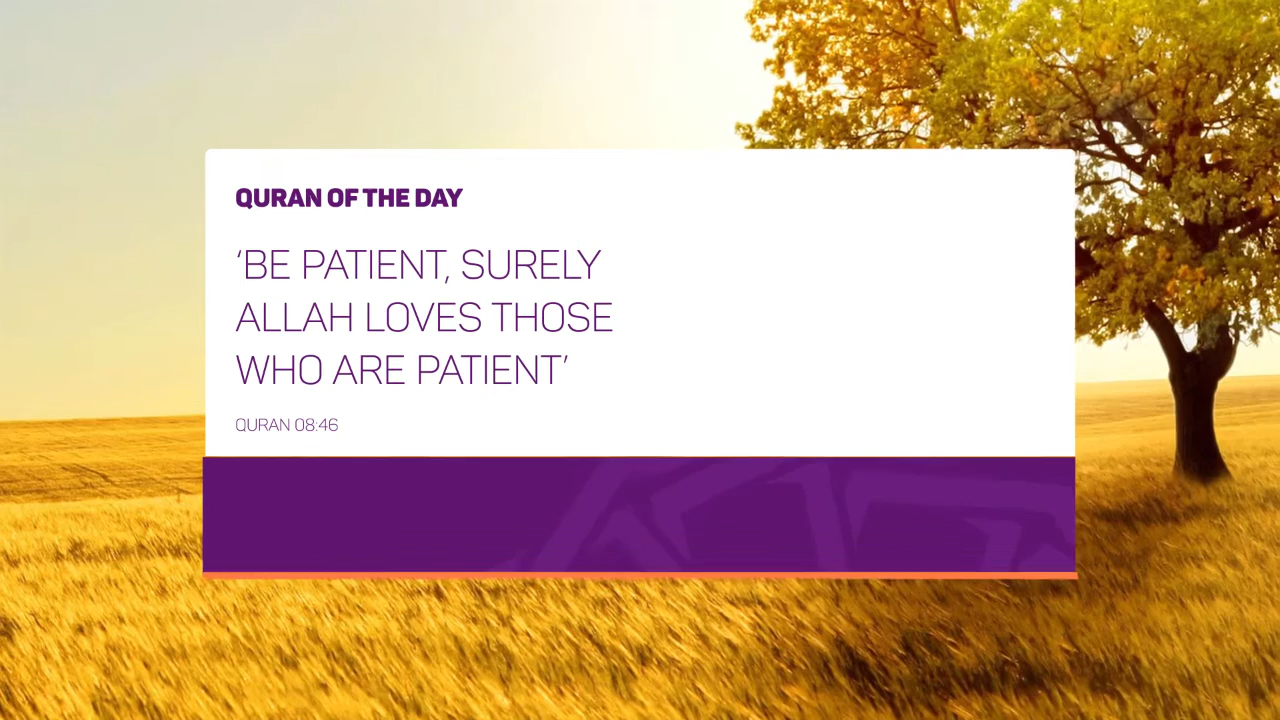 QURAN OF THE DAY
‘BE PATIENT, SURELY
ALLAH LOVES THOSE
WHO ARE PATIENT’
QURAN 08:46